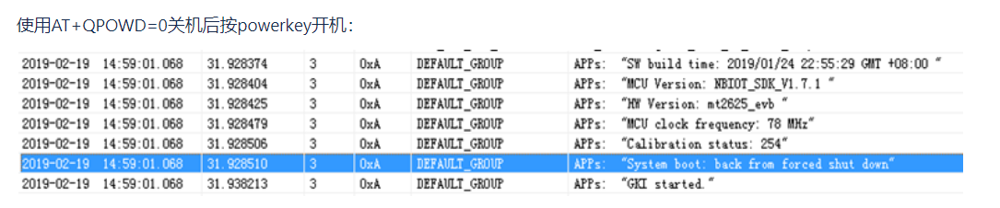 使用AT+QPOWD=0关机后按powerkey开机：
2019-02-19 14:59:01.068 31.928374 3 0xA DEFAULT_GROUP APPs: "SW build time: 2019/01/24 22:55:29 GMT +08:00 "
2019-02-19 14:59:01.068 31.928404 3 0xA DEFAULT_GROUP APPs: "MCU Version: NBIOT_SDK_V1.7.1 "
2019-02-19 14:59:01.068 31.928425 3 0xA DEFAULT_GROUP APPs: "HW Version: mt2625_evb "
2019-02-19 14:59:01.068 31.928479 3 0xA DEFAULT_GROUP APPs: "MCU clock frequency: 78 MHz"
2019-02-19 14:59:01.068 31.928506 3 0xA DEFAULT_GROUP APPs: "Calibration status: 254"
2019-02-19 14:59:01.068 31.928510 3 0xA DEFAULT_GROUP APPs: "System boot: back from forced shut down"
2019-02-19 14:59:01.068 31.938213 3 0xA DEFAULT_GROUP APPs: "GKI started."